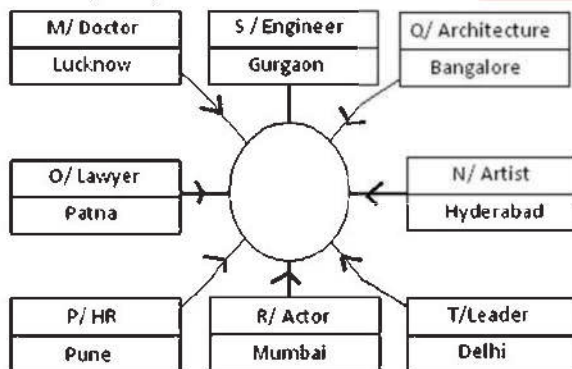 M/ Doctor
Lucknow
S / Engineer
Gurgaon
Q/ Architecture
Bangalore
O/ Lawyer
Patna
N/ Artist
Hyderabad
P/ HR
Pune
R/ Actor
Mumbai
T/Leader
Delhi